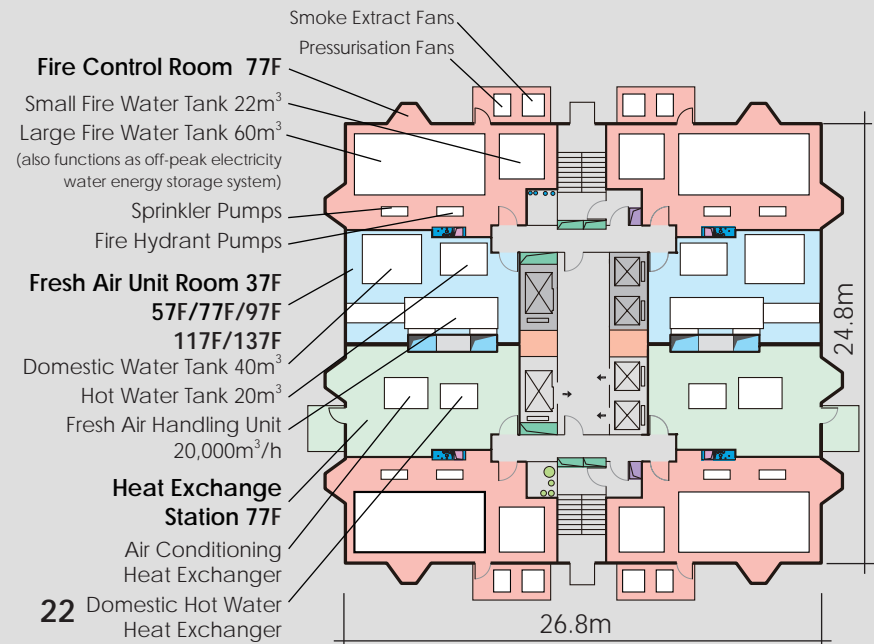 Smoke Extract Fans
Pressurisation Fans
Fire Control Room 77F
Small Fire Water Tank 22m³
Large Fire Water Tank 60m³
(also functions as off-peak electricity
water energy storage system)
Sprinkler Pumps
Fire Hydrant Pumps
Fresh Air Unit Room 37F
57F/77F/97F
117F/137F
Domestic Water Tank 40m³
Hot Water Tank 20m³
Fresh Air Handling Unit
20,000m³/h
Heat Exchange
Station 77F
Air Conditioning
Heat Exchanger
22 Domestic Hot Water
Heat Exchanger
24.8m
26.8m